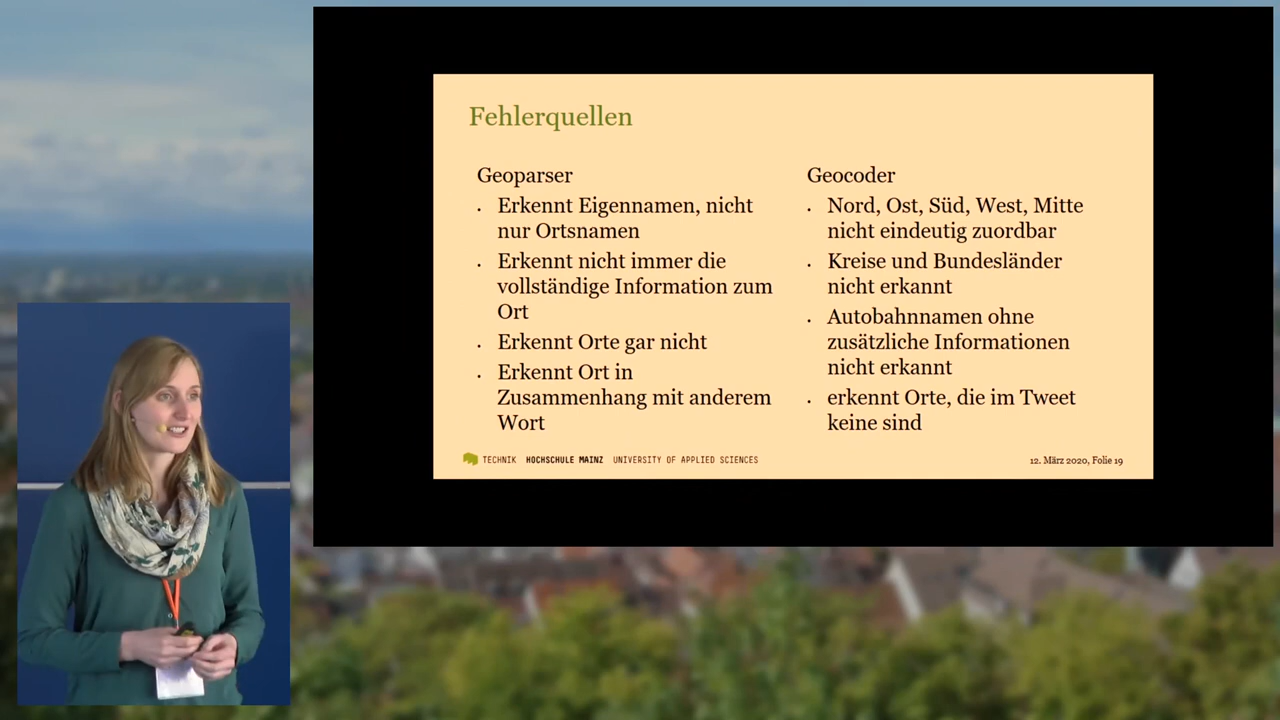 Fehlerquellen
Geoparser
Erkennt Eigennamen, nicht
nur Ortsnamen
Erkennt nicht immer die
vollständige Information zum
Ort
Erkennt Orte gar nicht
Erkennt Ort in
Zusammenhang mit anderem
Wort
Geocoder
Nord, Ost, Süd, West, Mitte
nicht eindeutig zuordbar
Kreise und Bundesländer
nicht erkannt
Autobahnnamen ohne
zusätzliche Informationen
nicht erkannt
erkennt Orte, die im Tweet
keine sind
TECHNIK HOCHSCHULE MAINZ UNIVERSITY OF APPLIED SCIENCES
12. März 2020, Folie 19